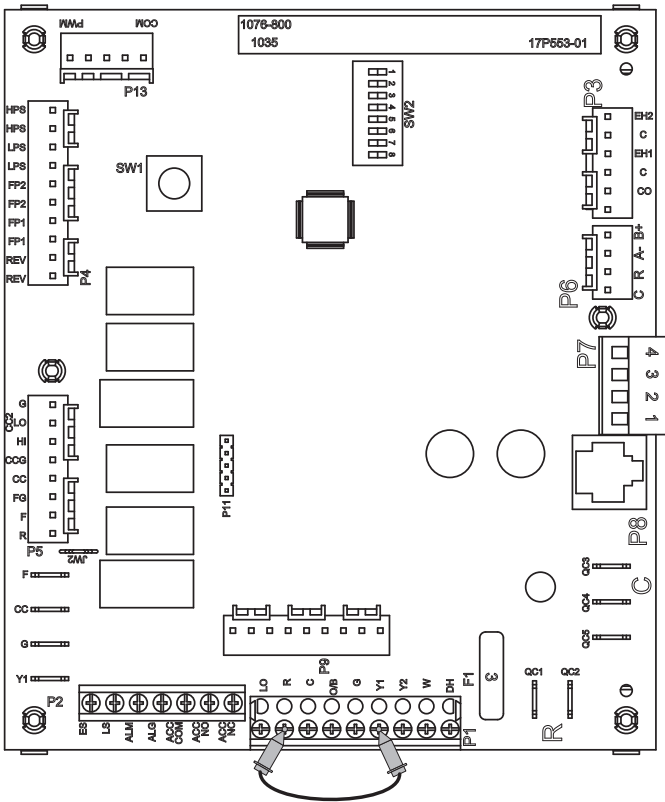 1076-800
1035 17P553-01
PWM COM
P13
1
2
3
4
5
6
7
8
SW2
SW1
HPS
HPS
LPS
LPS
FP2
FP2
FP1
FP1
REV
REV
P4
P3
EH2
C
EH1
C
CO
P6
B+
A-
R
C
P7
4
3
2
1
P8
C
G
CC2
LO
HI
CCG
CC
FG
F
R
P5
JW2
P11
F
CC
G
Y1
P2
ES
LS
ALM
ALG
ACC COM
ACC NO
ACC NC
P9
LO
R
C
O/B
G
Y1
Y2
W
DH
P1
F1
3
QC3
QC4
QC5
QC1
QC2
R